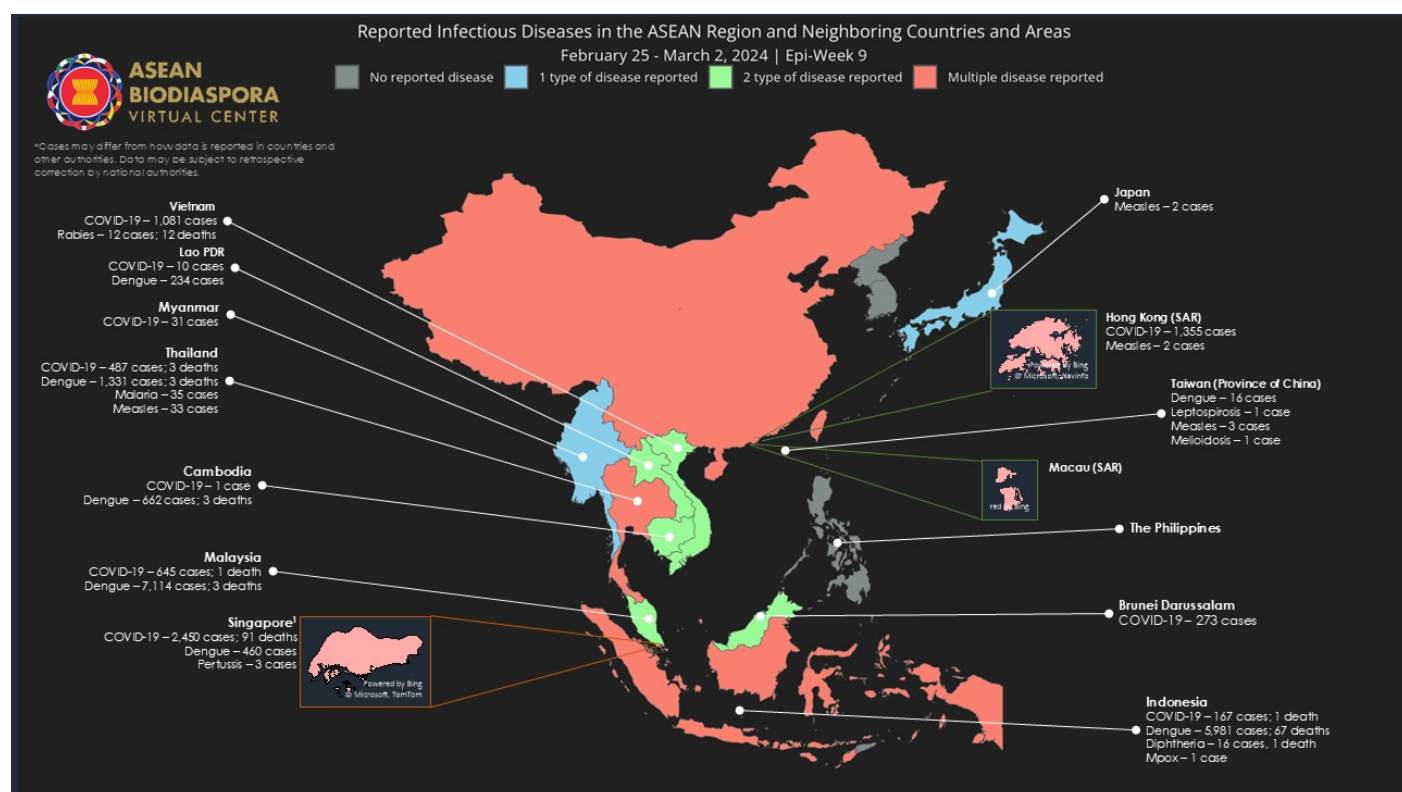 Reported Infectious Diseases in the ASEAN Region and Neighboring Countries and Areas
February 25 - March 2, 2024 | Epi-Week 9
No reported disease
1 type of disease reported
2 type of disease reported
Multiple disease reported
ASEAN
BIODIASPORA
VIRTUAL CENTER
*Cases may differ from how data is reported in countries and
other authorities. Data may be subject to retrospective
correction by national authorities.
Vietnam
COVID-19 – 1,081 cases
Rabies – 12 cases; 12 deaths
Lao PDR
COVID-19 – 10 cases
Dengue – 234 cases
Myanmar
COVID-19 – 31 cases
Thailand
COVID-19 – 487 cases; 3 deaths
Dengue – 1,331 cases; 3 deaths
Malaria – 35 cases
Measles – 33 cases
Cambodia
COVID-19 – 1 case
Dengue – 662 cases; 3 deaths
Malaysia
COVID-19 – 645 cases; 1 death
Dengue – 7,114 cases; 3 deaths
Singapore¹
COVID-19 – 2,450 cases; 91 deaths
Dengue – 460 cases
Pertussis – 3 cases
Powered by Bing
© Microsoft, TomTom
Japan
Measles – 2 cases
Hong Kong (SAR)
COVID-19 – 1,355 cases
Measles – 2 cases
Powered by Bing
© Microsoft, Navinfo
Taiwan (Province of China)
Dengue – 16 cases
Leptospirosis – 1 case
Measles – 3 cases
Melioidosis – 1 case
Macau (SAR)
red by Bing
The Philippines
Brunei Darussalam
COVID-19 – 273 cases
Indonesia
COVID-19 – 167 cases; 1 death
Dengue – 5,981 cases; 67 deaths
Diphtheria – 16 cases, 1 death
Mpox – 1 case